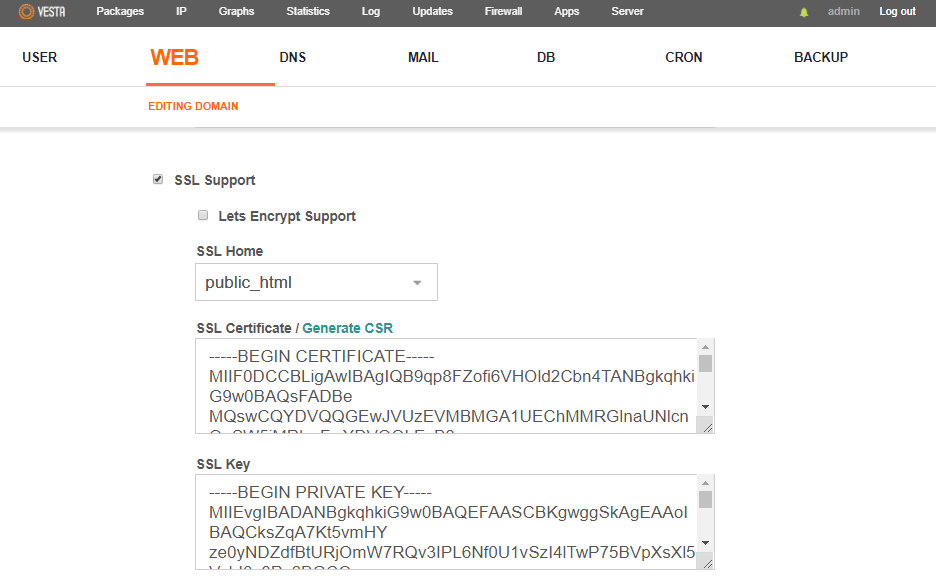 VESTA Packages IP Graphs Statistics Log Updates Firewall Apps Server admin Log out
USER WEB DNS MAIL DB CRON BACKUP
EDITING DOMAIN
SSL Support
Lets Encrypt Support
SSL Home
public_html
SSL Certificate / Generate CSR
-----BEGIN CERTIFICATE-----
MIIF0DCCBLigAwIBAgIQB9qp8FZofi6VHOld2Cbn4TANBgkqhki
G9w0BAQsFADBe
MQswCQYDVQQGEwJVUzEVMBMGA1UEChMMRGlnaUNlcn
SSL Key
-----BEGIN PRIVATE KEY-----
MIIEvgIBADANBgkqhkiG9w0BAQEFAASCBKgwggSkAgEAAoI
BAQCksZqA7Kt5vmHY
ze0yNDZdfBtURjOmW7RQv3IPL6Nf0U1vSzI4lTwP75BVpXsXl5